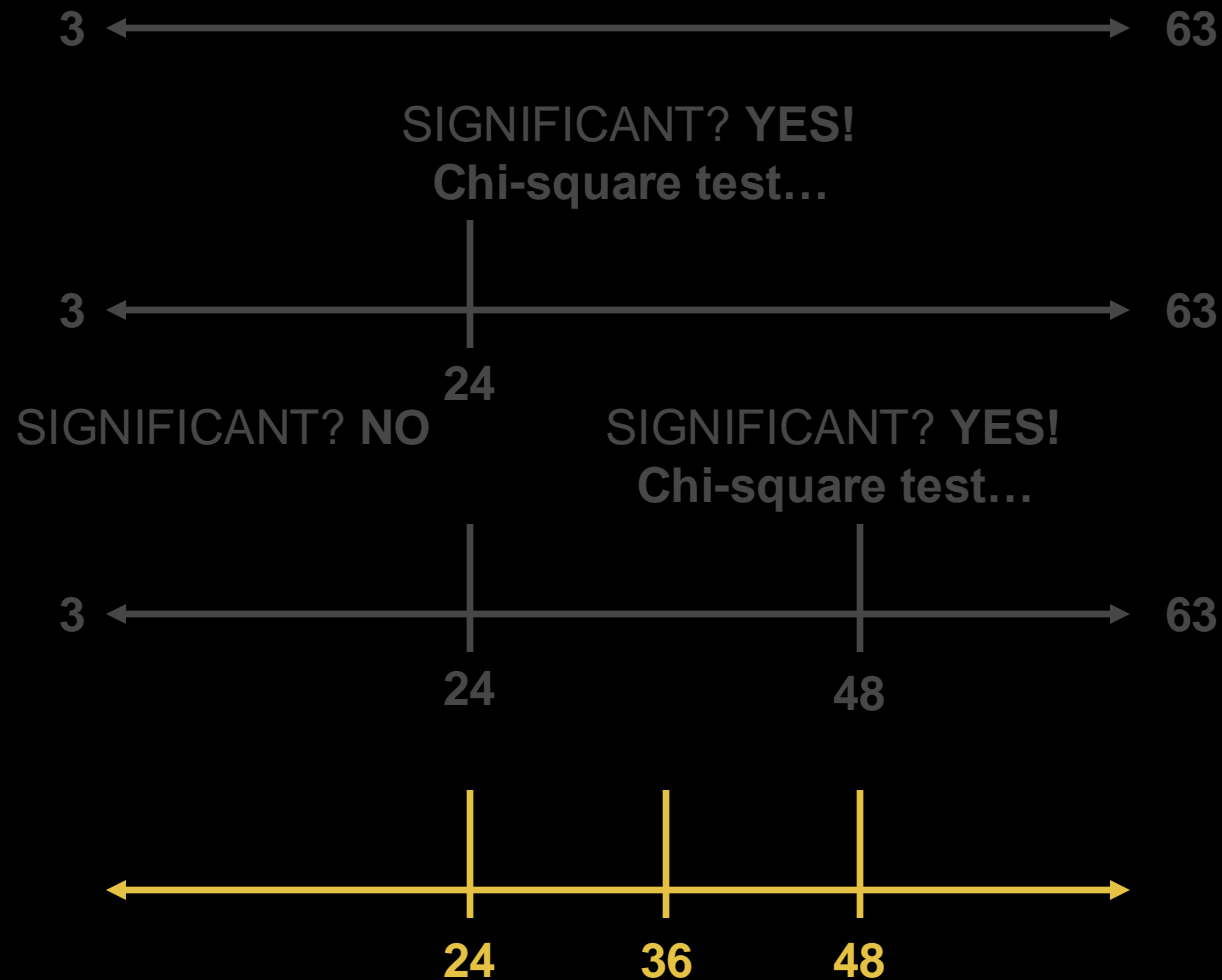 3 63
SIGNIFICANT? YES!
Chi-square test…
3 63
24
SIGNIFICANT? NO SIGNIFICANT? YES!
Chi-square test…
3 63
24 48
24 36 48